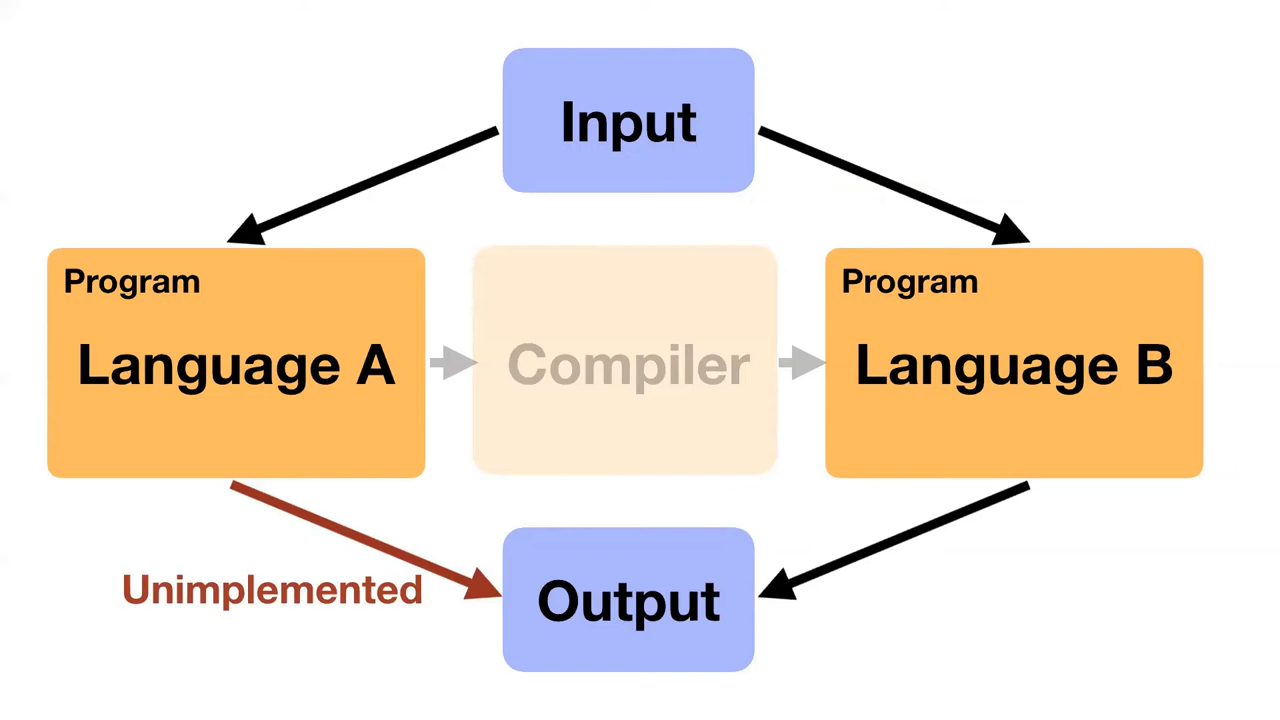 Input
Program
Language A
Compiler
Program
Language B
Unimplemented
Output